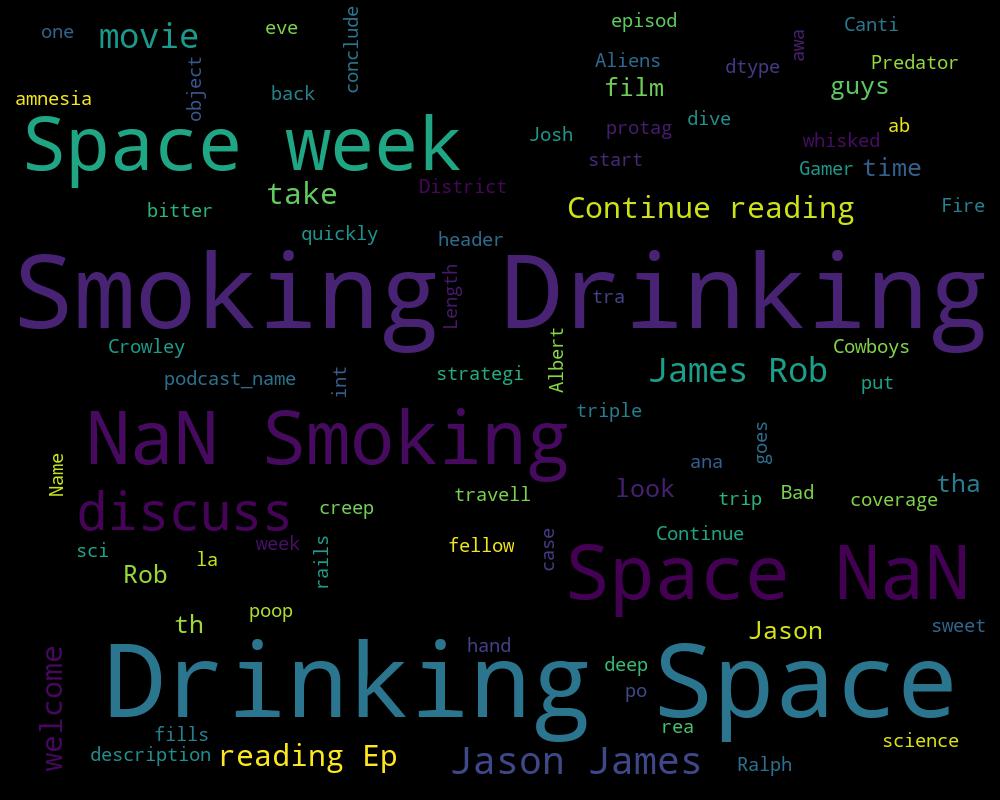 one
movie
eve
conclude
episod
Canti
awa
Aliens
dtype
Predator
object
amnesia
back
film
guys
Space week
Josh
protag
dive
whisked
ab
start
Gamer
time
take
District
bitter
Continue reading
Fire
quickly
header
Smoking Drinking
Length
tra
Crowley
Albert
Cowboys
podcast_name
int
strategi
James Rob
put
NaN Smoking
triple
goes
Name
ana
discuss
creep
travell
look
trip
Bad
coverage
tha
sci
week
rails
fellow
case
Continue
Rob
la
Space NaN
poop
th
Jason
sweet
welcome
Drinking Space
hand
deep
po
rea
fills
description
reading Ep
Jason James
Ralph
science